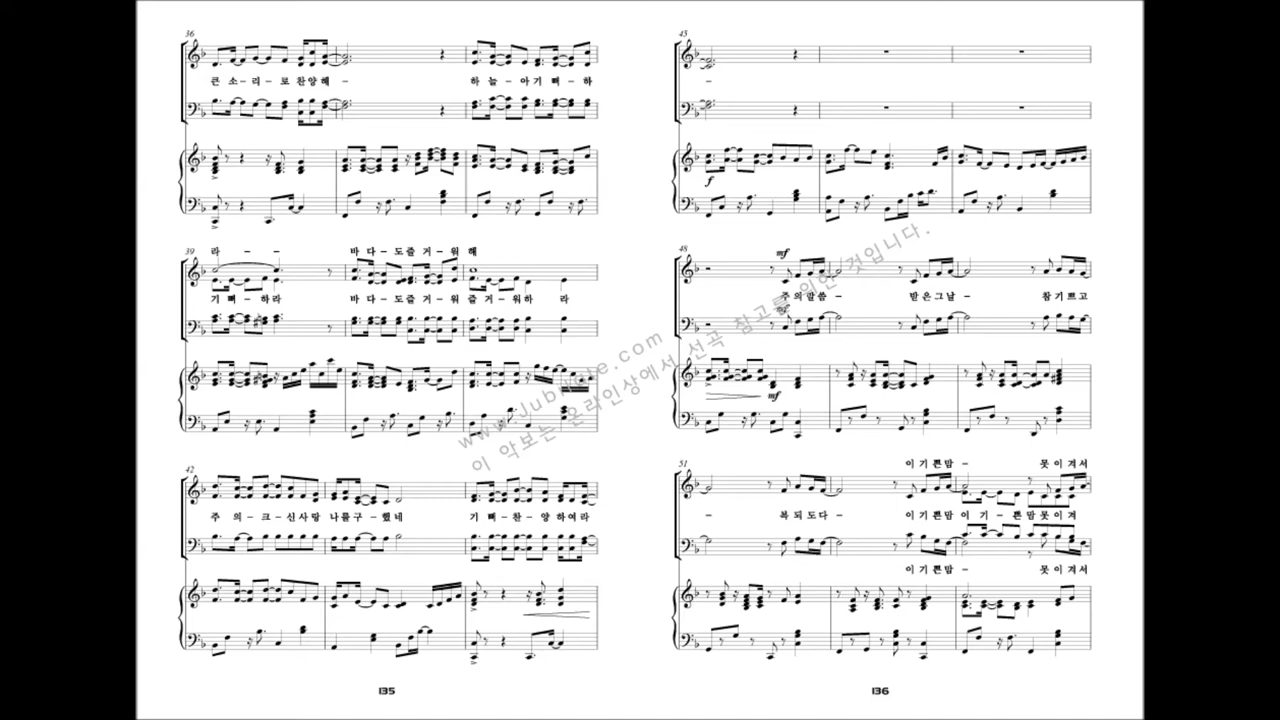 36
큰 소 - 리 - 로 찬 양 해 -
하 늘 - 아 기 뻐 - 하
39
라 - -
바 다 - 도 즐 거 - 워 해
기 뻐 - 하 라
바 다 - 도 즐 거 - 워 즐 거 - 워 하 라
42
주 의 - 크 - 신 사 랑 나 를 구 - 했 네
기 뻐 - 찬 - 양 하 여 라
135
45
-
f
48
mf
주 의 말 씀 -
받 은 그 날 -
참 기 쁘 고
mf
51
이 기 쁜 맘 -
못 이 겨 서
- 복 되 도 다 -
이 기 쁜 맘 이 기 - 쁜 맘 못 이 겨
이 기 쁜 맘 -
못 이 겨 서
136
www.Jubilate.com
이 악보는 온라인상에서 선곡 참고를 위한 것입니다.